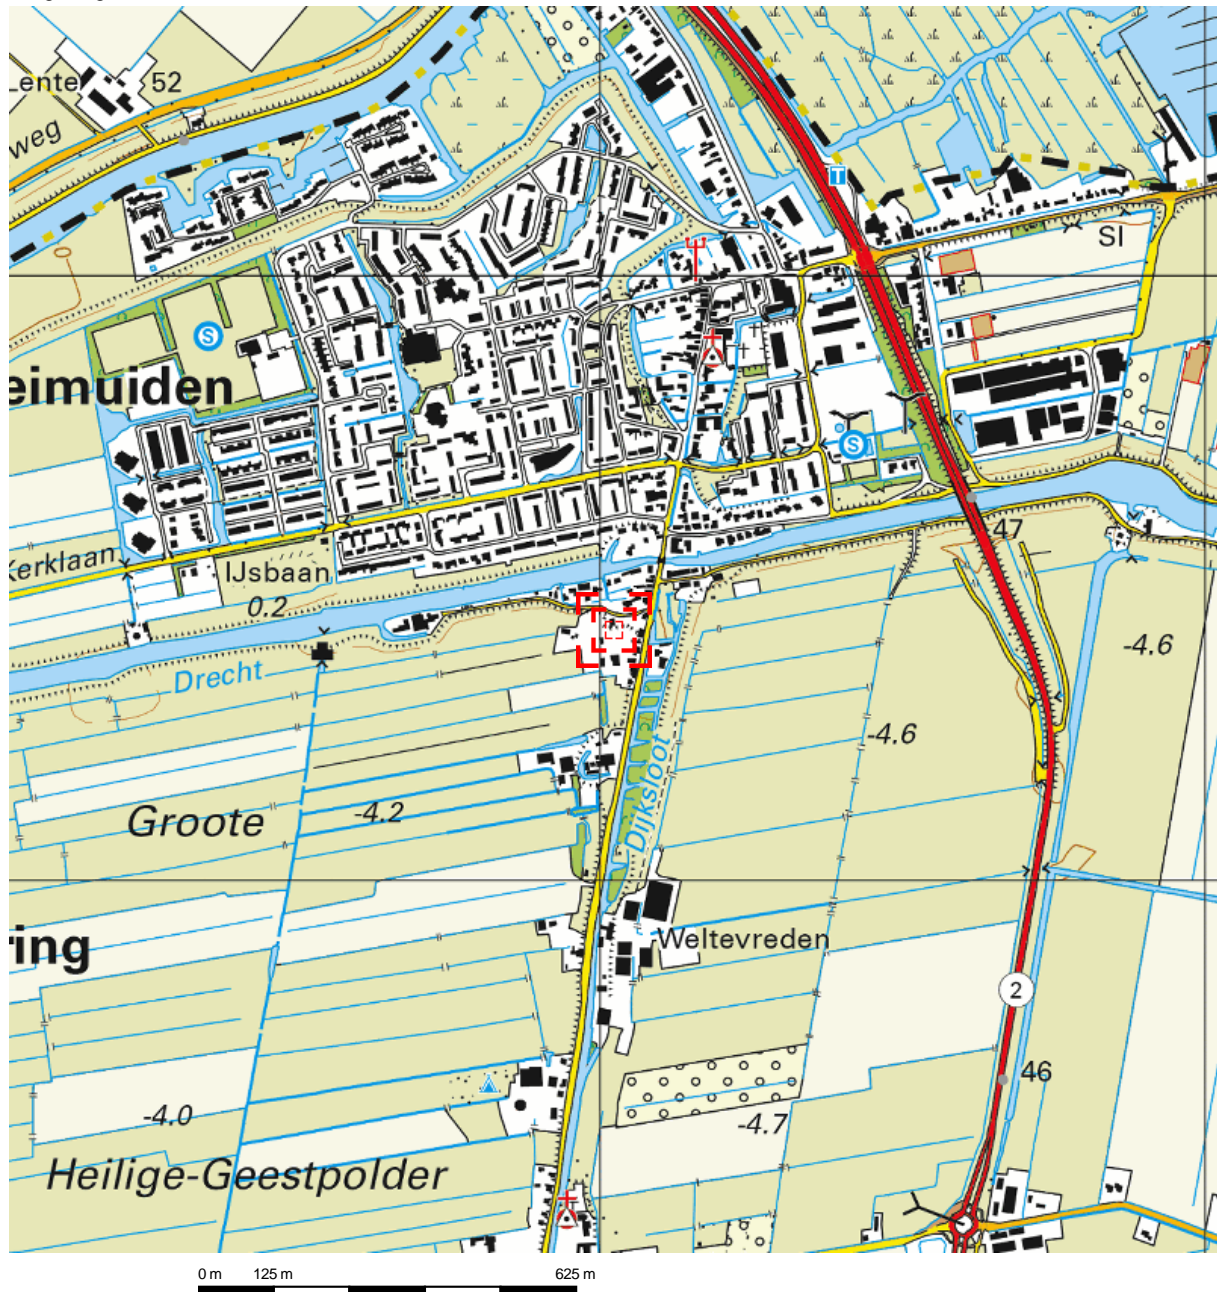 52
weg
T
SI
S
eimuiden
S
47
Kerklaan
IJsbaan
0.2
-4.6
Drecht
-4.6
Dijksloot
Groote
-4.2
ring
Weltevreden
2
46
-4.0
-4.7
Heilige-Geestpolder
0 m 125 m 625 m